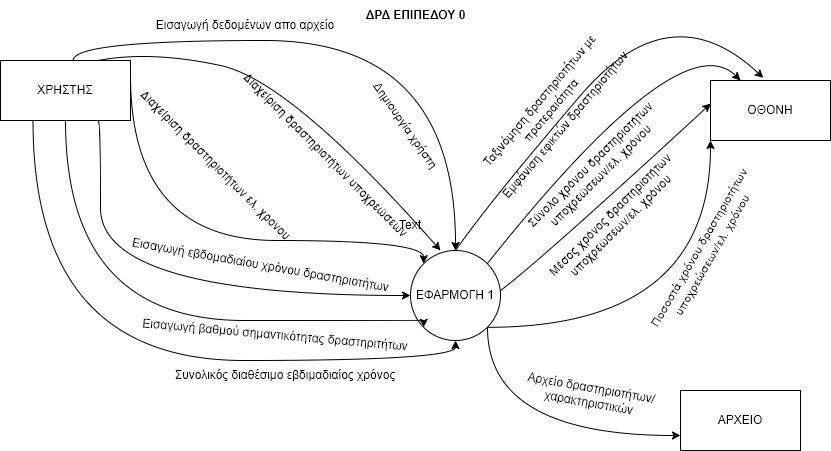 ΔΡΔ ΕΠΙΠΕΔΟΥ 0
Εισαγωγή δεδομένων απο αρχείο
ΧΡΗΣΤΗΣ
Δημιουργία χρήστη
Διαχείριση δραστηριοτήτων υποχρεώσεων
Διαχείριση δραστηριοτήτων ελ. χρονου
Text
Εισαγωγή εβδομαδιαίου χρόνου δραστηριοτήτων
Εισαγωγή βαθμού σημαντικότητας δραστηριτήτων
Συνολικός διαθέσιμο εβδιμαδιαίος χρόνος
ΕΦΑΡΜΟΓΗ 1
Ταξινόμηση δραστηριοτήτων με
προτεραιότητα
Εμφάνιση εφικτών δραστηριοτήτων
Σύνολο χρόνου δραστηριοτήτων
υποχρεώσεων/ελ. χρόνου
Μέσος χρόνος δραστηριοτήτων
υποχρεώσεων/ελ. χρόνου
Ποσοστά χρόνου δραστηριοτήτων
υποχρεώσεων/ελ. χρόνου
ΟΘΟΝΗ
Αρχείο δραστηριοτήτων/
χαρακτηριστικών
ΑΡΧΕΙΟ